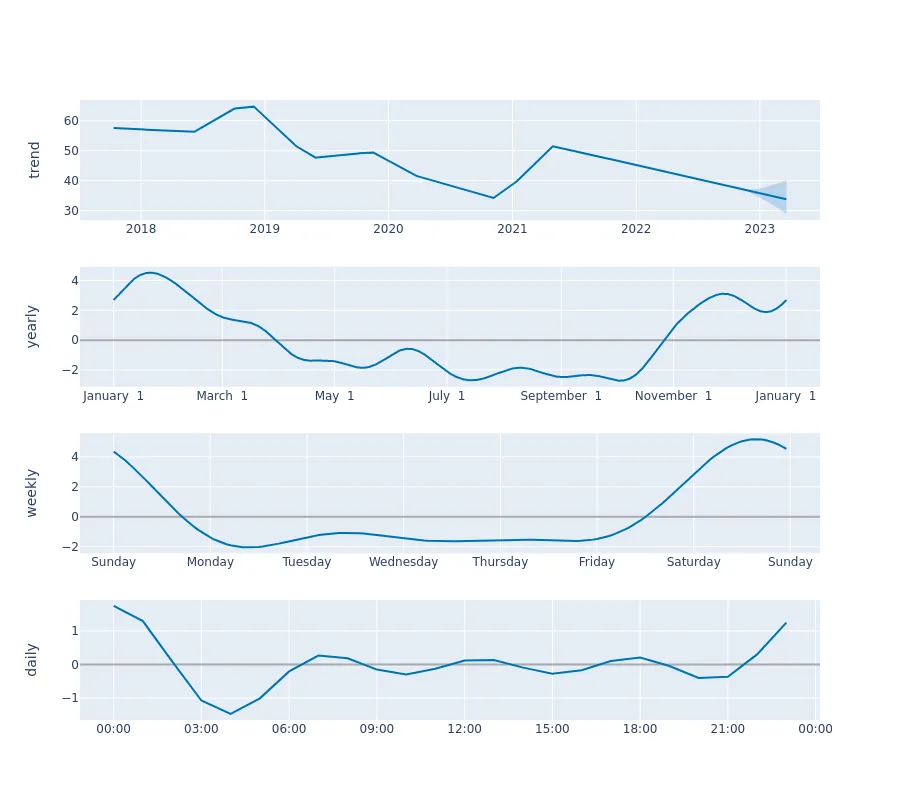 trend
60
50
40
30
2018 2019 2020 2021 2022 2023
yearly
4
2
0
−2
January 1 March 1 May 1 July 1 September 1 November 1 January 1
weekly
4
2
0
−2
Sunday Monday Tuesday Wednesday Thursday Friday Saturday Sunday
daily
1
0
−1
00:00 03:00 06:00 09:00 12:00 15:00 18:00 21:00 00:00